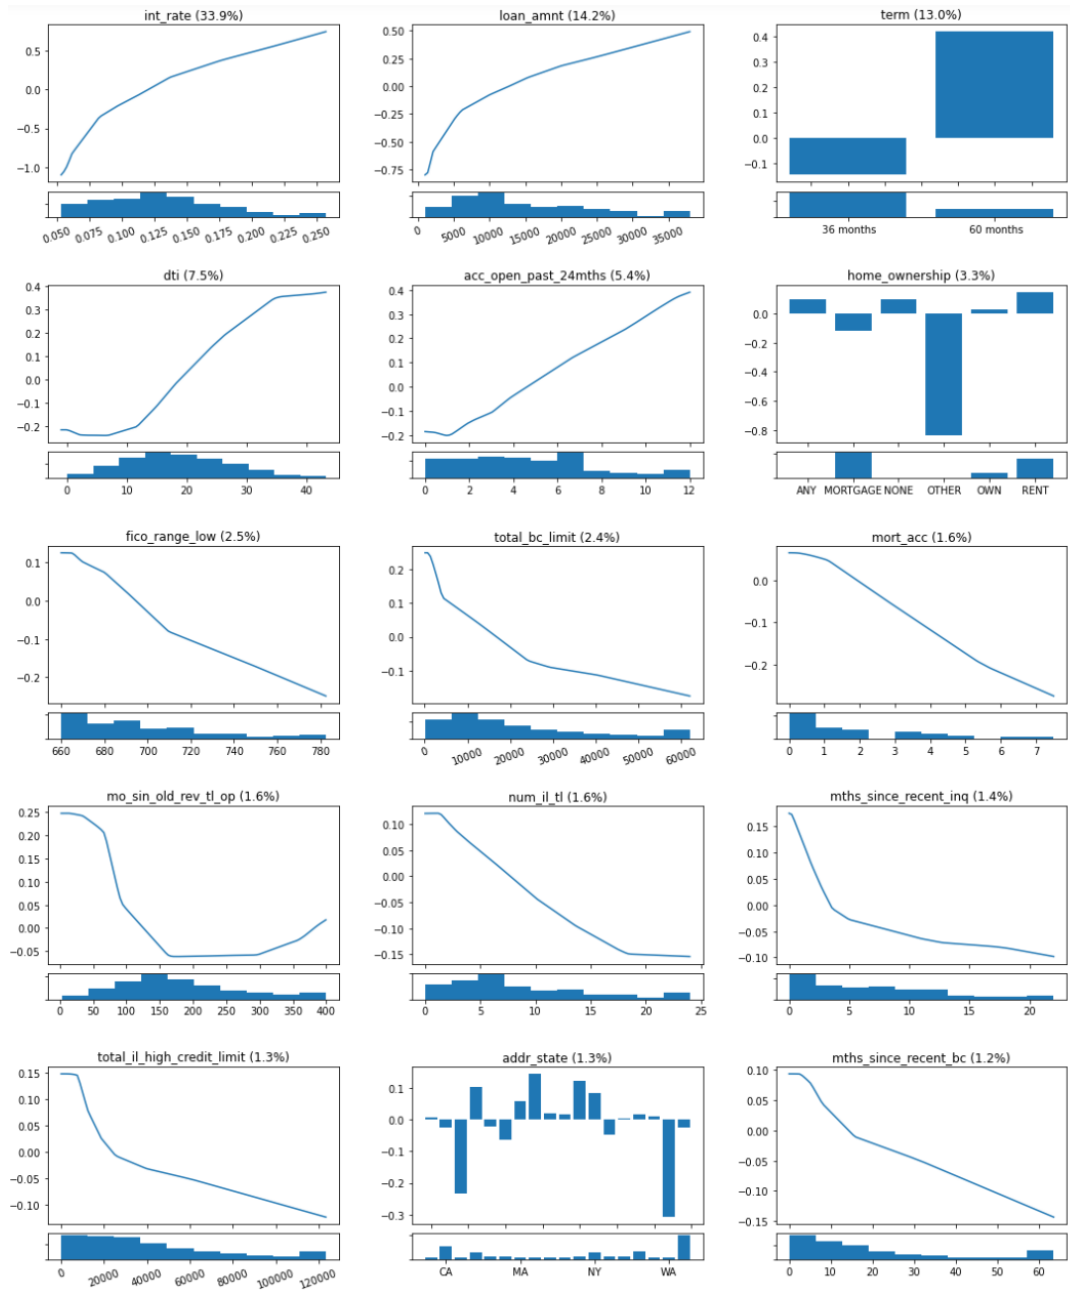 int_rate (33.9%)
0.5
0.0
−0.5
−1.0
0.050 0.075 0.100 0.125 0.150 0.175 0.200 0.225 0.250
loan_amnt (14.2%)
0.50
0.25
0.00
−0.25
−0.50
−0.75
0 5000 10000 15000 20000 25000 30000 35000
term (13.0%)
0.4
0.3
0.2
0.1
0.0
−0.1
36 months 60 months
dti (7.5%)
0.4
0.3
0.2
0.1
0.0
−0.1
−0.2
0 10 20 30 40
acc_open_past_24mths (5.4%)
0.4
0.3
0.2
0.1
0.0
−0.1
−0.2
0 2 4 6 8 10 12
home_ownership (3.3%)
0.0
−0.2
−0.4
−0.6
−0.8
ANY MORTGAGE NONE OTHER OWN RENT
fico_range_low (2.5%)
0.1
0.0
−0.1
−0.2
660 680 700 720 740 760 780
total_bc_limit (2.4%)
0.2
0.1
0.0
−0.1
0 10000 20000 30000 40000 50000 60000
mort_acc (1.6%)
0.0
−0.1
−0.2
0 1 2 3 4 5 6 7
mo_sin_old_rev_tl_op (1.6%)
0.25
0.20
0.15
0.10
0.05
0.00
−0.05
0 50 100 150 200 250 300 350 400
num_il_tl (1.6%)
0.10
0.05
0.00
−0.05
−0.10
−0.15
0 5 10 15 20 25
mths_since_recent_inq (1.4%)
0.15
0.10
0.05
0.00
−0.05
−0.10
0 5 10 15 20
total_il_high_credit_limit (1.3%)
0.15
0.10
0.05
0.00
−0.05
−0.10
0 20000 40000 60000 80000 100000 120000
addr_state (1.3%)
0.1
0.0
−0.1
−0.2
−0.3
CA MA NY WA
mths_since_recent_bc (1.2%)
0.10
0.05
0.00
−0.05
−0.10
−0.15
0 10 20 30 40 50 60